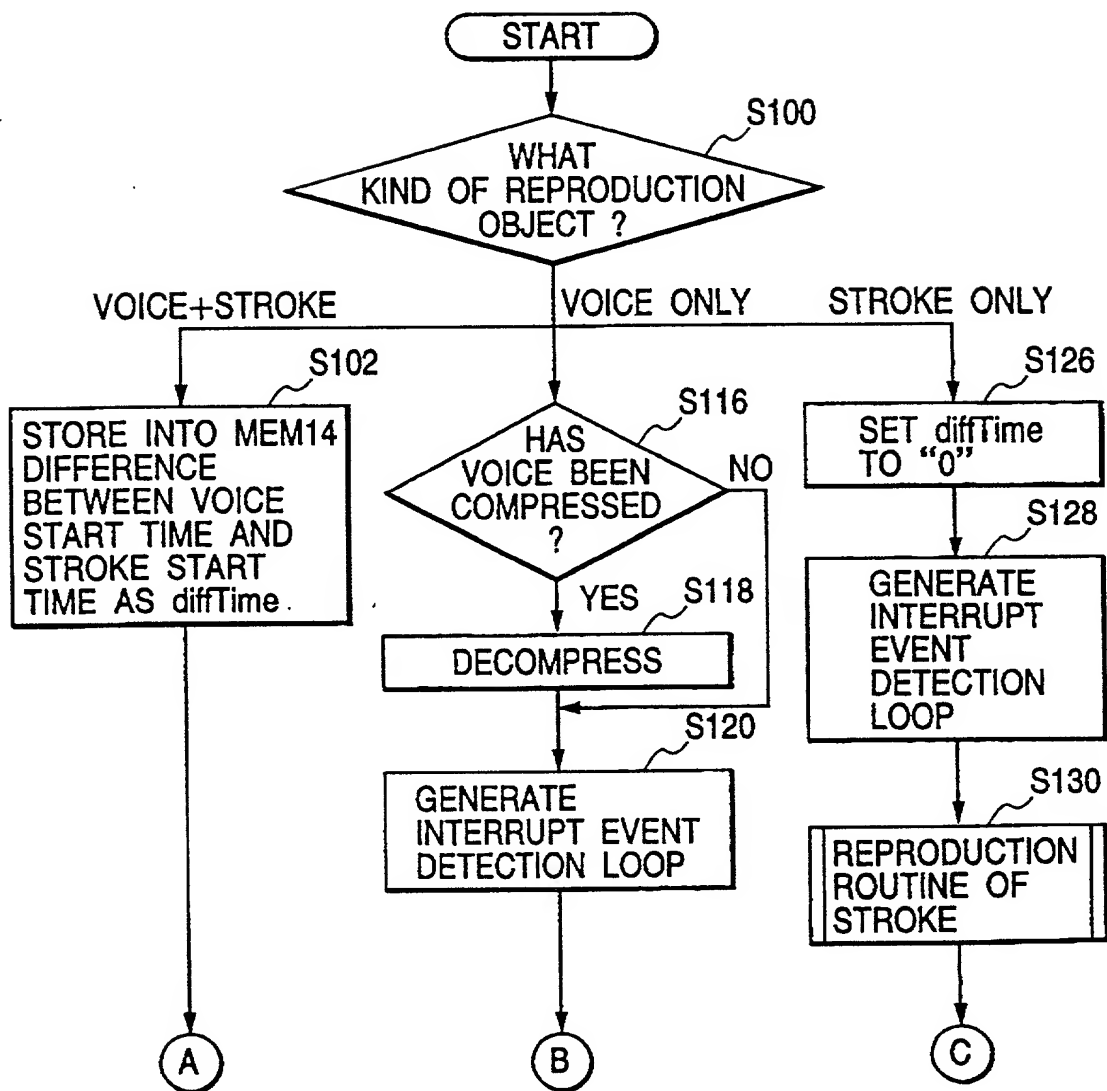 START
S100
WHAT
KIND OF REPRODUCTION
OBJECT ?
VOICE+STROKE
VOICE ONLY
STROKE ONLY
S102
STORE INTO MEM14
DIFFERENCE
BETWEEN VOICE
START TIME AND
STROKE START
TIME AS diffTime.
A
S116
HAS
VOICE BEEN
COMPRESSED
?
NO
YES
S118
DECOMPRESS
S120
GENERATE
INTERRUPT EVENT
DETECTION LOOP
B
S126
SET diffTime
TO “0”
S128
GENERATE
INTERRUPT
EVENT
DETECTION
LOOP
S130
REPRODUCTION
ROUTINE OF
STROKE
C